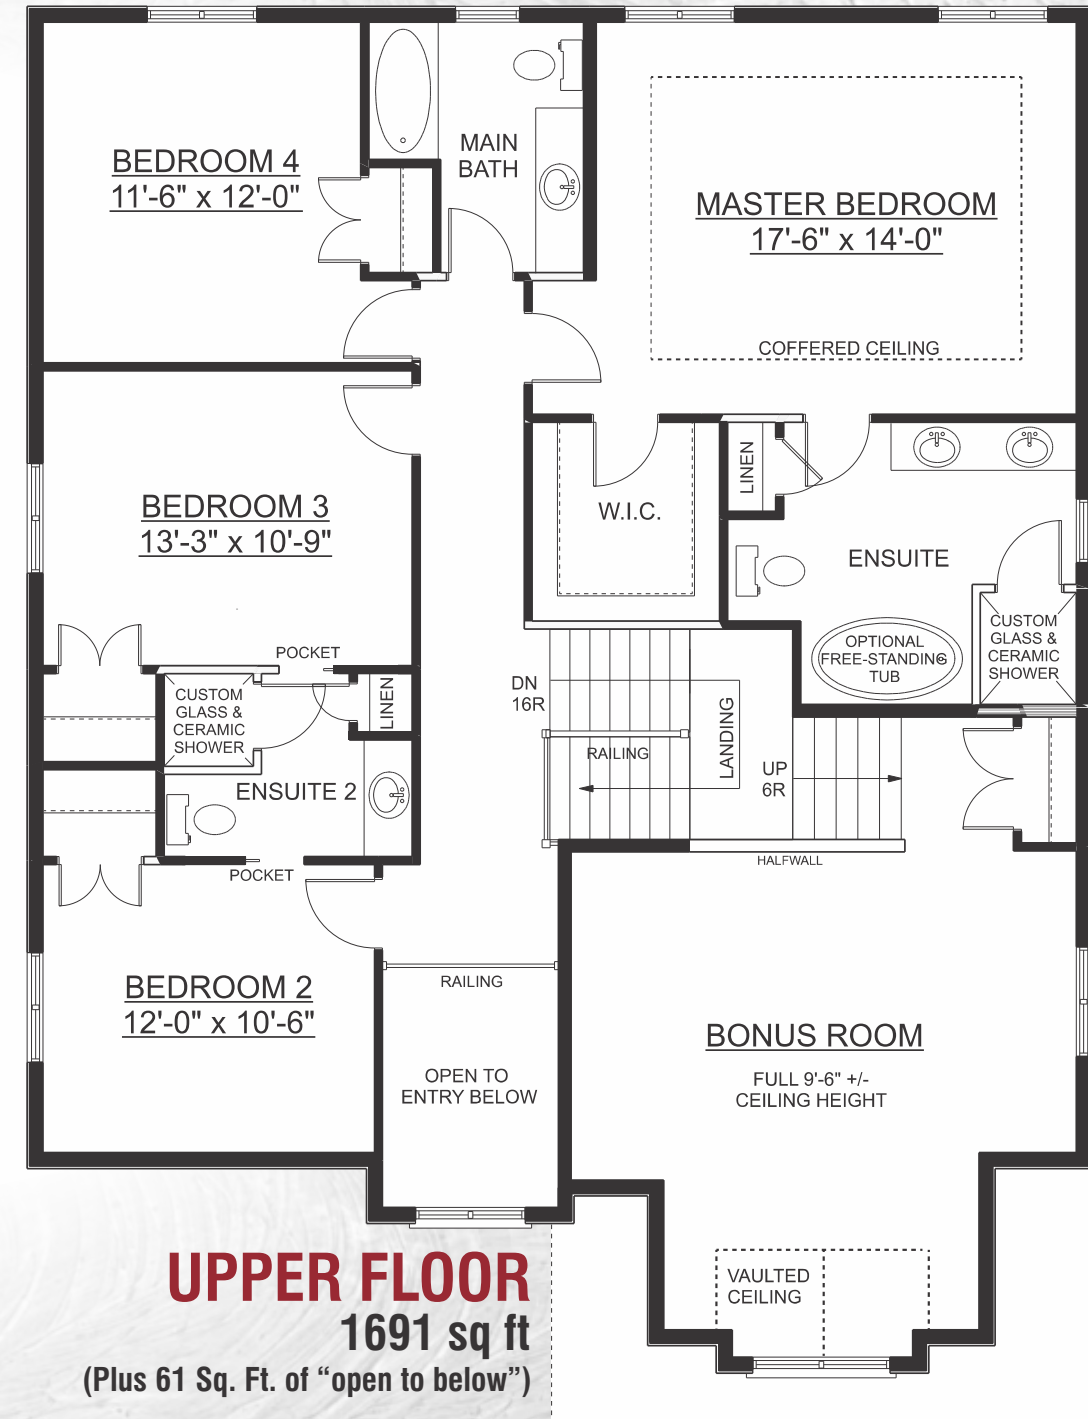 BEDROOM 4
11'-6" x 12'-0"
MAIN
BATH
MASTER BEDROOM
17'-6" x 14'-0"
COFFERED CEILING
BEDROOM 3
13'-3" x 10'-9"
W.I.C.
LINEN
ENSUITE
OPTIONAL
FREE-STANDING
TUB
CUSTOM
GLASS &
CERAMIC
SHOWER
POCKET
CUSTOM
GLASS &
CERAMIC
SHOWER
LINEN
DN
16R
RAILING
LANDING
UP
6R
ENSUITE 2
HALFWALL
POCKET
BEDROOM 2
12'-0" x 10'-6"
RAILING
OPEN TO
ENTRY BELOW
BONUS ROOM
FULL 9'-6" +/-
CEILING HEIGHT
VAULTED
CEILING
UPPER FLOOR
1691 sq ft
(Plus 61 Sq. Ft. of “open to below”)